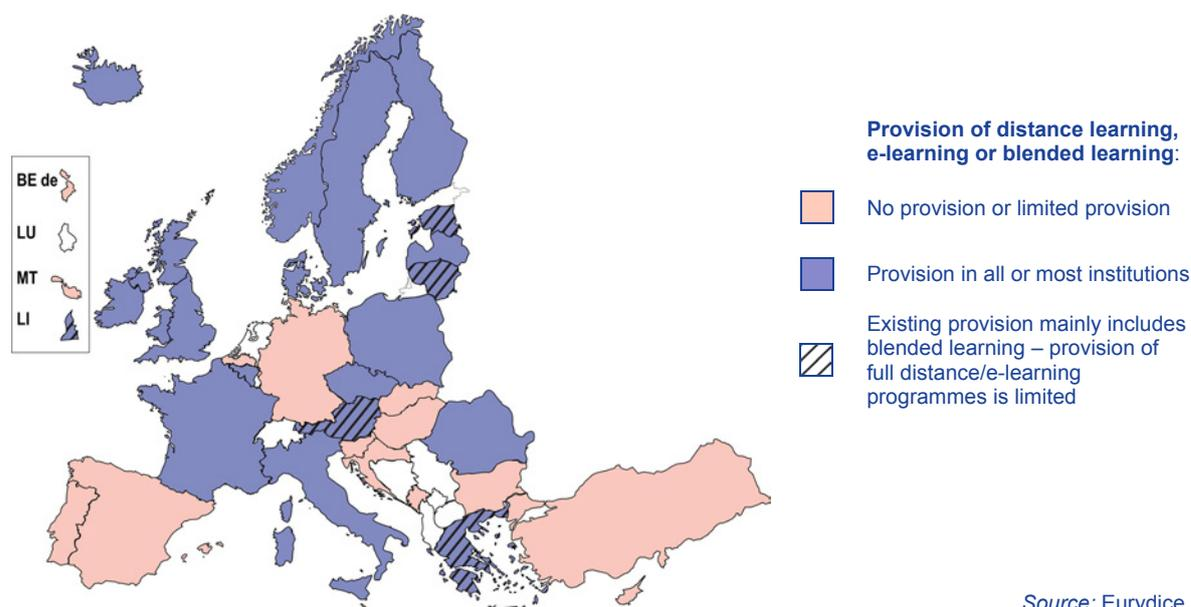 BE de
LU
MT
LI
Provision of distance learning,
e-learning or blended learning:
No provision or limited provision
Provision in all or most institutions
Existing provision mainly includes
blended learning – provision of
full distance/e-learning
programmes is limited
Source: Eurydice